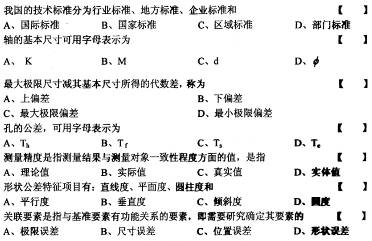 我国的技术标准分为行业标准、地方标准、企业标准和 【 】
A、国际标准 B、国家标准 C、区域标准 D、部门标准
轴的基本尺寸可用字母表示为 【 】
A、 K B、M C、d D、ϕ
最大极限尺寸减其基本尺寸所得的代数差,称为 【 】
A、上偏差 B、下偏差
C、最大极限偏差 D、最小极限偏差
孔的公差,可用字母表示为 【 】
A、Th B、Tf C、Ts D、Te
测量精度是指测量结果与测量对象一致性程度方面的值,是指 【 】
A、理论值 B、实际值 C、真实值 D、实体值
形状公差特征项目有:直线度、平面度、圆柱度和 【 】
A、平行度 B、垂直度 C、倾斜度 D、圆度
关联要素是指与基准要素有功能关系的要素,即需要研究确定其要素的 【 】
A、极限误差 B、尺寸误差 C、位置误差 D、形状误差